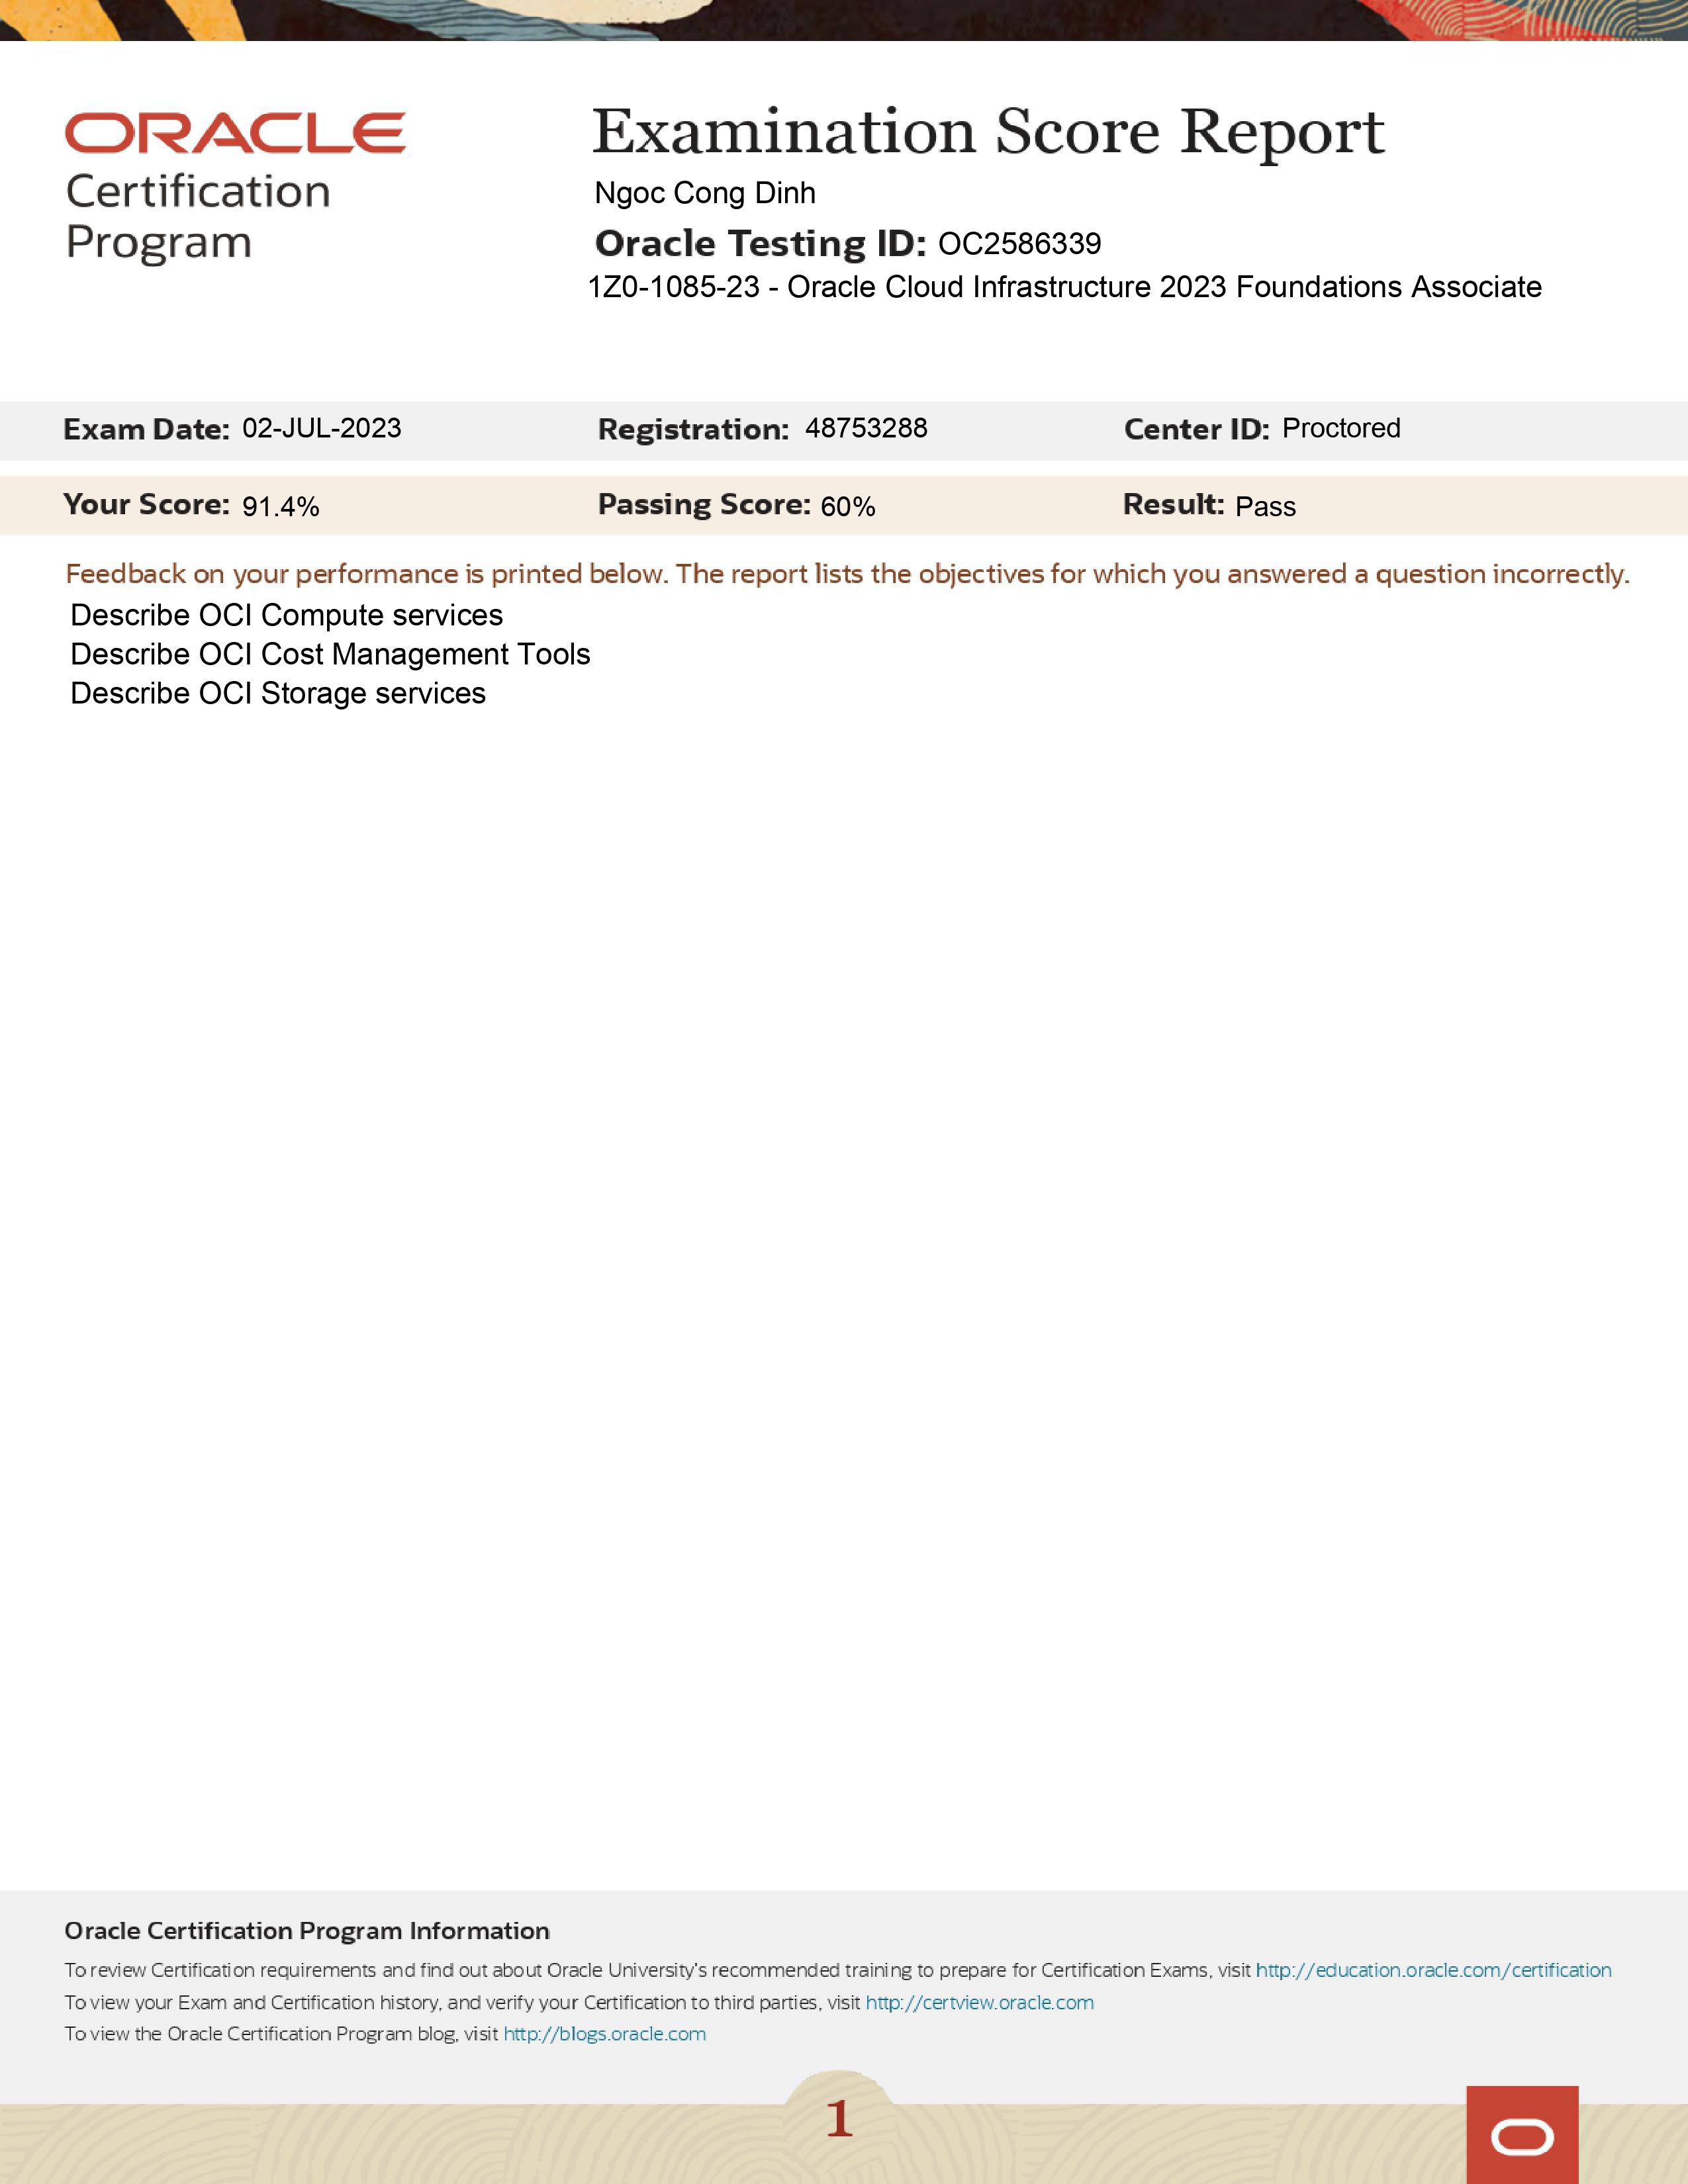 ORACLE
Certification
Program
Examination Score Report
Ngoc Cong Dinh
Oracle Testing ID: OC2586339
1Z0-1085-23 - Oracle Cloud Infrastructure 2023 Foundations Associate
Exam Date: 02-JUL-2023 Registration: 48753288 Center ID: Proctored
Your Score: 91.4% Passing Score: 60% Result: Pass
Feedback on your performance is printed below. The report lists the objectives for which you answered a question incorrectly.
Describe OCI Compute services
Describe OCI Cost Management Tools
Describe OCI Storage services
Oracle Certification Program Information
To review Certification requirements and find out about Oracle University's recommended training to prepare for Certification Exams, visit http://education.oracle.com/certification
To view your Exam and Certification history, and verify your Certification to third parties, visit http://certview.oracle.com
To view the Oracle Certification Program blog, visit http://blogs.oracle.com
1